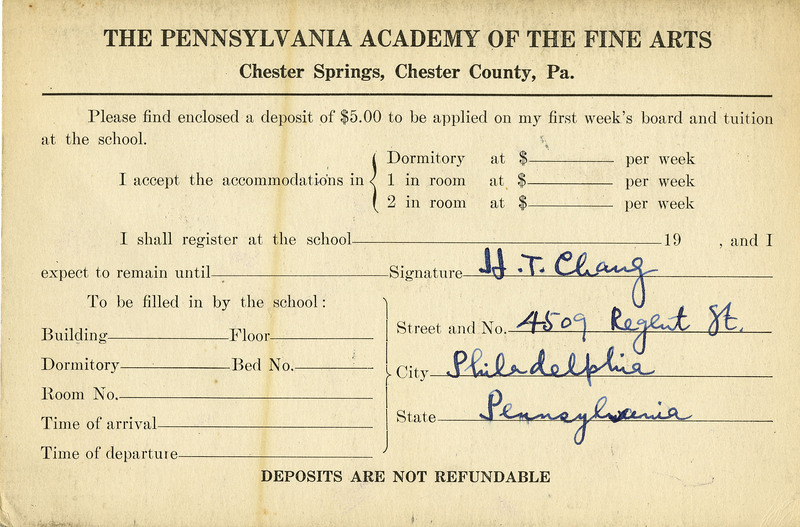 THE PENNSYLVANIA ACADEMY OF THE FINE ARTS
Chester Springs, Chester County, Pa.
Please find enclosed a deposit of $5.00 to be applied on my first week's board and tuition
at the school.
Dormitory at $ per week
I accept the accommodations in 1 in room at $ per week
2 in room at $ per week
I shall register at the school 19 , and I
expect to remain until Signature H. T. Chang
To be filled in by the school:
Street and No. 4509 Regent St.
Building Floor
Dormitory Bed No.
City Philadelphia
Room No.
State Pennsylvania
Time of arrival
Time of departure
DEPOSITS ARE NOT REFUNDABLE